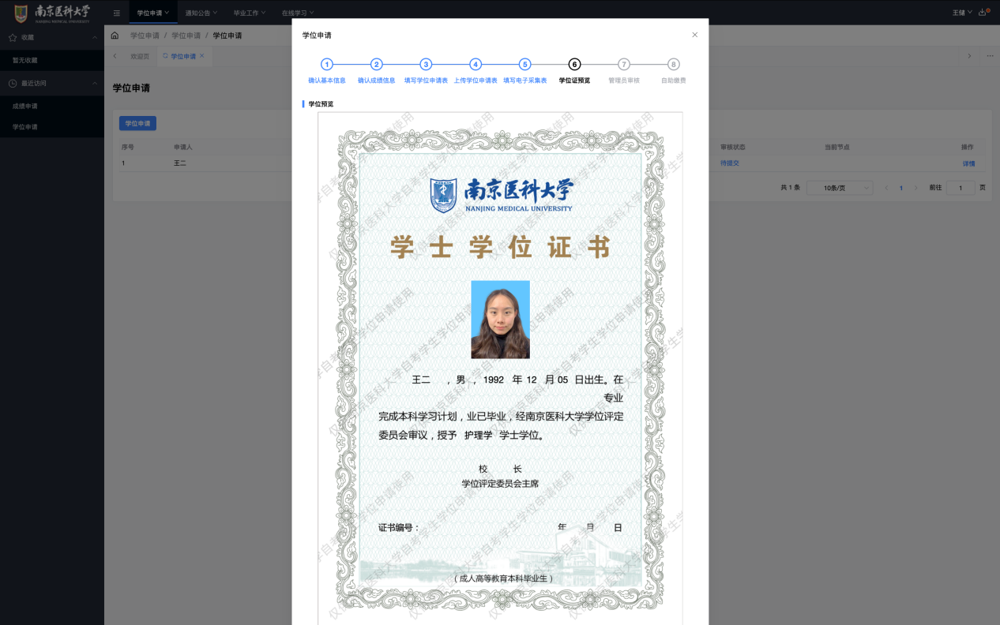 南京医科大学
NANJING MEDICAL UNIVERSITY
学位申请 通知公告 毕业工作 在线学习
王储
收藏
暂无收藏
最近访问
成绩申请
学位申请
学位申请 / 学位申请 / 学位申请
欢迎页 学位申请
学位申请
学位申请
序号 申请人 审核状态 当前节点 操作
1 王二 待提交 详情
共 1 条 10条/页 1 前往 1 页
学位申请
1 2 3 4 5 6 7 8
确认基本信息 确认成绩信息 填写学位申请表 上传学位申请表 填写电子采集表 学位证预览 管理员审核 自助缴费
学位预览
南京医科大学
NANJING MEDICAL UNIVERSITY
学士学位证书
王二 ，男 ，1992 年 12 月 05 日出生。在
专业
完成本科学习计划，业已毕业，经南京医科大学学位评定
委员会审议，授予 护理学 学士学位。
校 长
学位评定委员会主席
证书编号： 年 月 日
（成人高等教育本科毕业生）
仅供南京医科大学自考学生学位申请使用